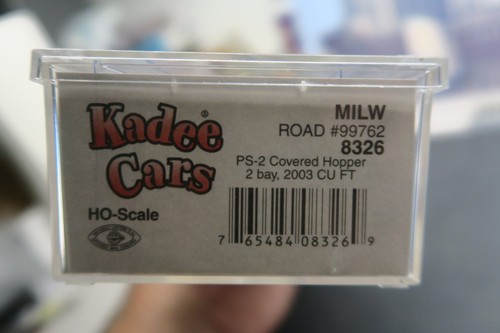 Kadee®
Cars
HO-Scale
MILW
ROAD #99762
8326
PS-2 Covered Hopper
2 bay, 2003 CU FT
7 65484 08326 9